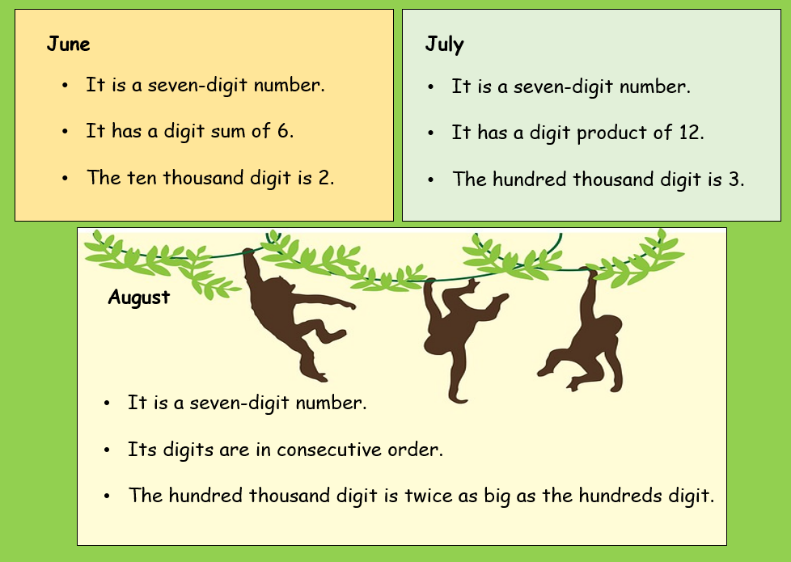 June
• It is a seven-digit number.
• It has a digit sum of 6.
• The ten thousand digit is 2.
July
• It is a seven-digit number.
• It has a digit product of 12.
• The hundred thousand digit is 3.
August
• It is a seven-digit number.
• Its digits are in consecutive order.
• The hundred thousand digit is twice as big as the hundreds digit.